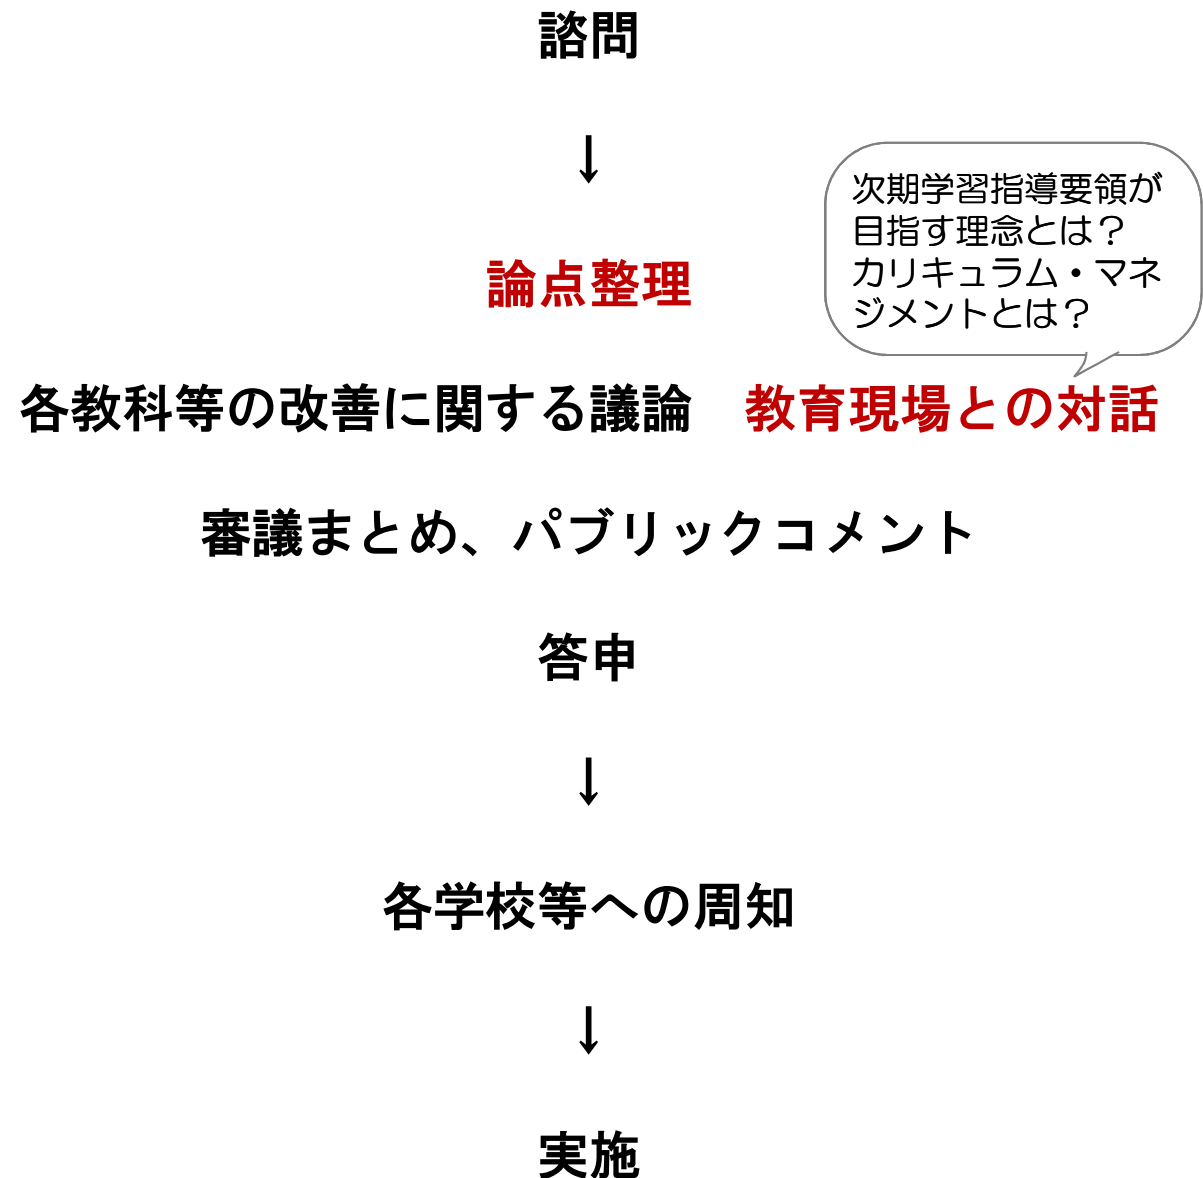 諮問
↓
次期学習指導要領が
目指す理念とは？
カリキュラム・マネ
ジメントとは？
論点整理
各教科等の改善に関する議論　教育現場との対話
審議まとめ、パブリックコメント
答申
↓
各学校等への周知
↓
実施